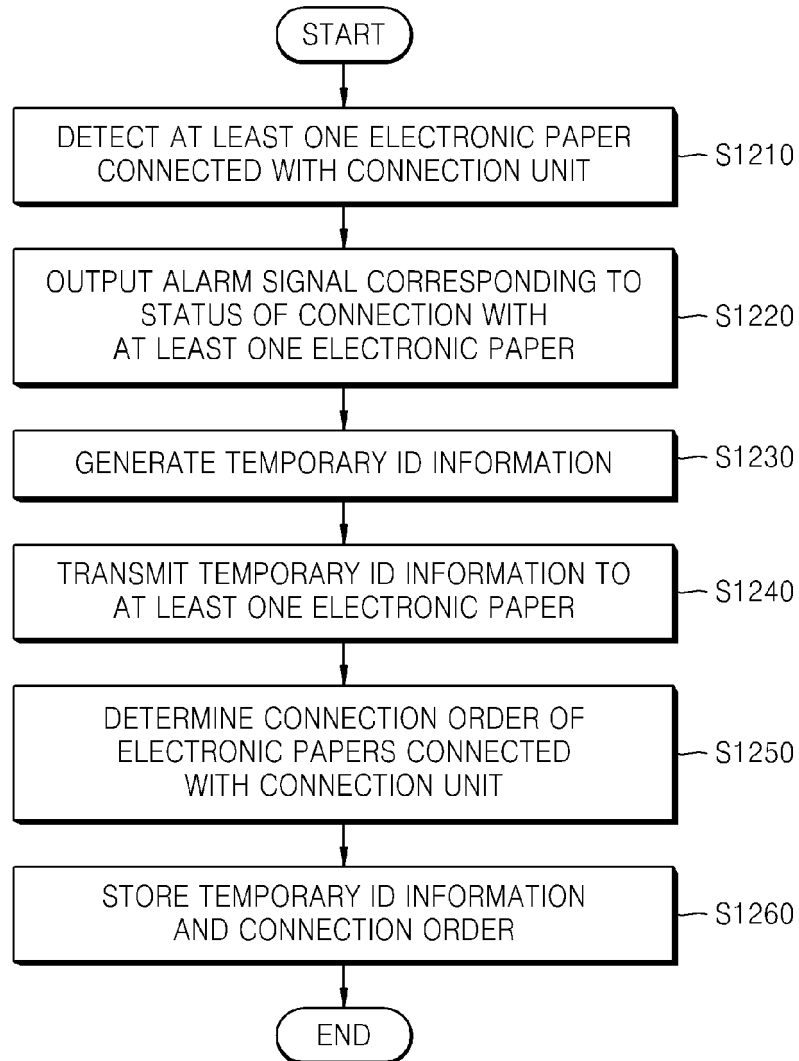 START
DETECT AT LEAST ONE ELECTRONIC PAPER
CONNECTED WITH CONNECTION UNIT
S1210
OUTPUT ALARM SIGNAL CORRESPONDING TO
STATUS OF CONNECTION WITH
AT LEAST ONE ELECTRONIC PAPER
S1220
GENERATE TEMPORARY ID INFORMATION
S1230
TRANSMIT TEMPORARY ID INFORMATION TO
AT LEAST ONE ELECTRONIC PAPER
S1240
DETERMINE CONNECTION ORDER OF
ELECTRONIC PAPERS CONNECTED
WITH CONNECTION UNIT
S1250
STORE TEMPORARY ID INFORMATION
AND CONNECTION ORDER
S1260
END